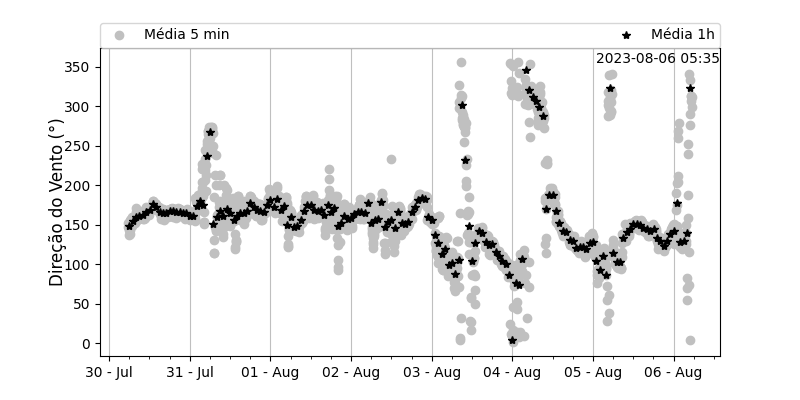 Média 5 min
Média 1h
2023-08-06 05:35
Direção do Vento (°)
350
300
250
200
150
100
50
0
30 - Jul
31 - Jul
01 - Aug
02 - Aug
03 - Aug
04 - Aug
05 - Aug
06 - Aug